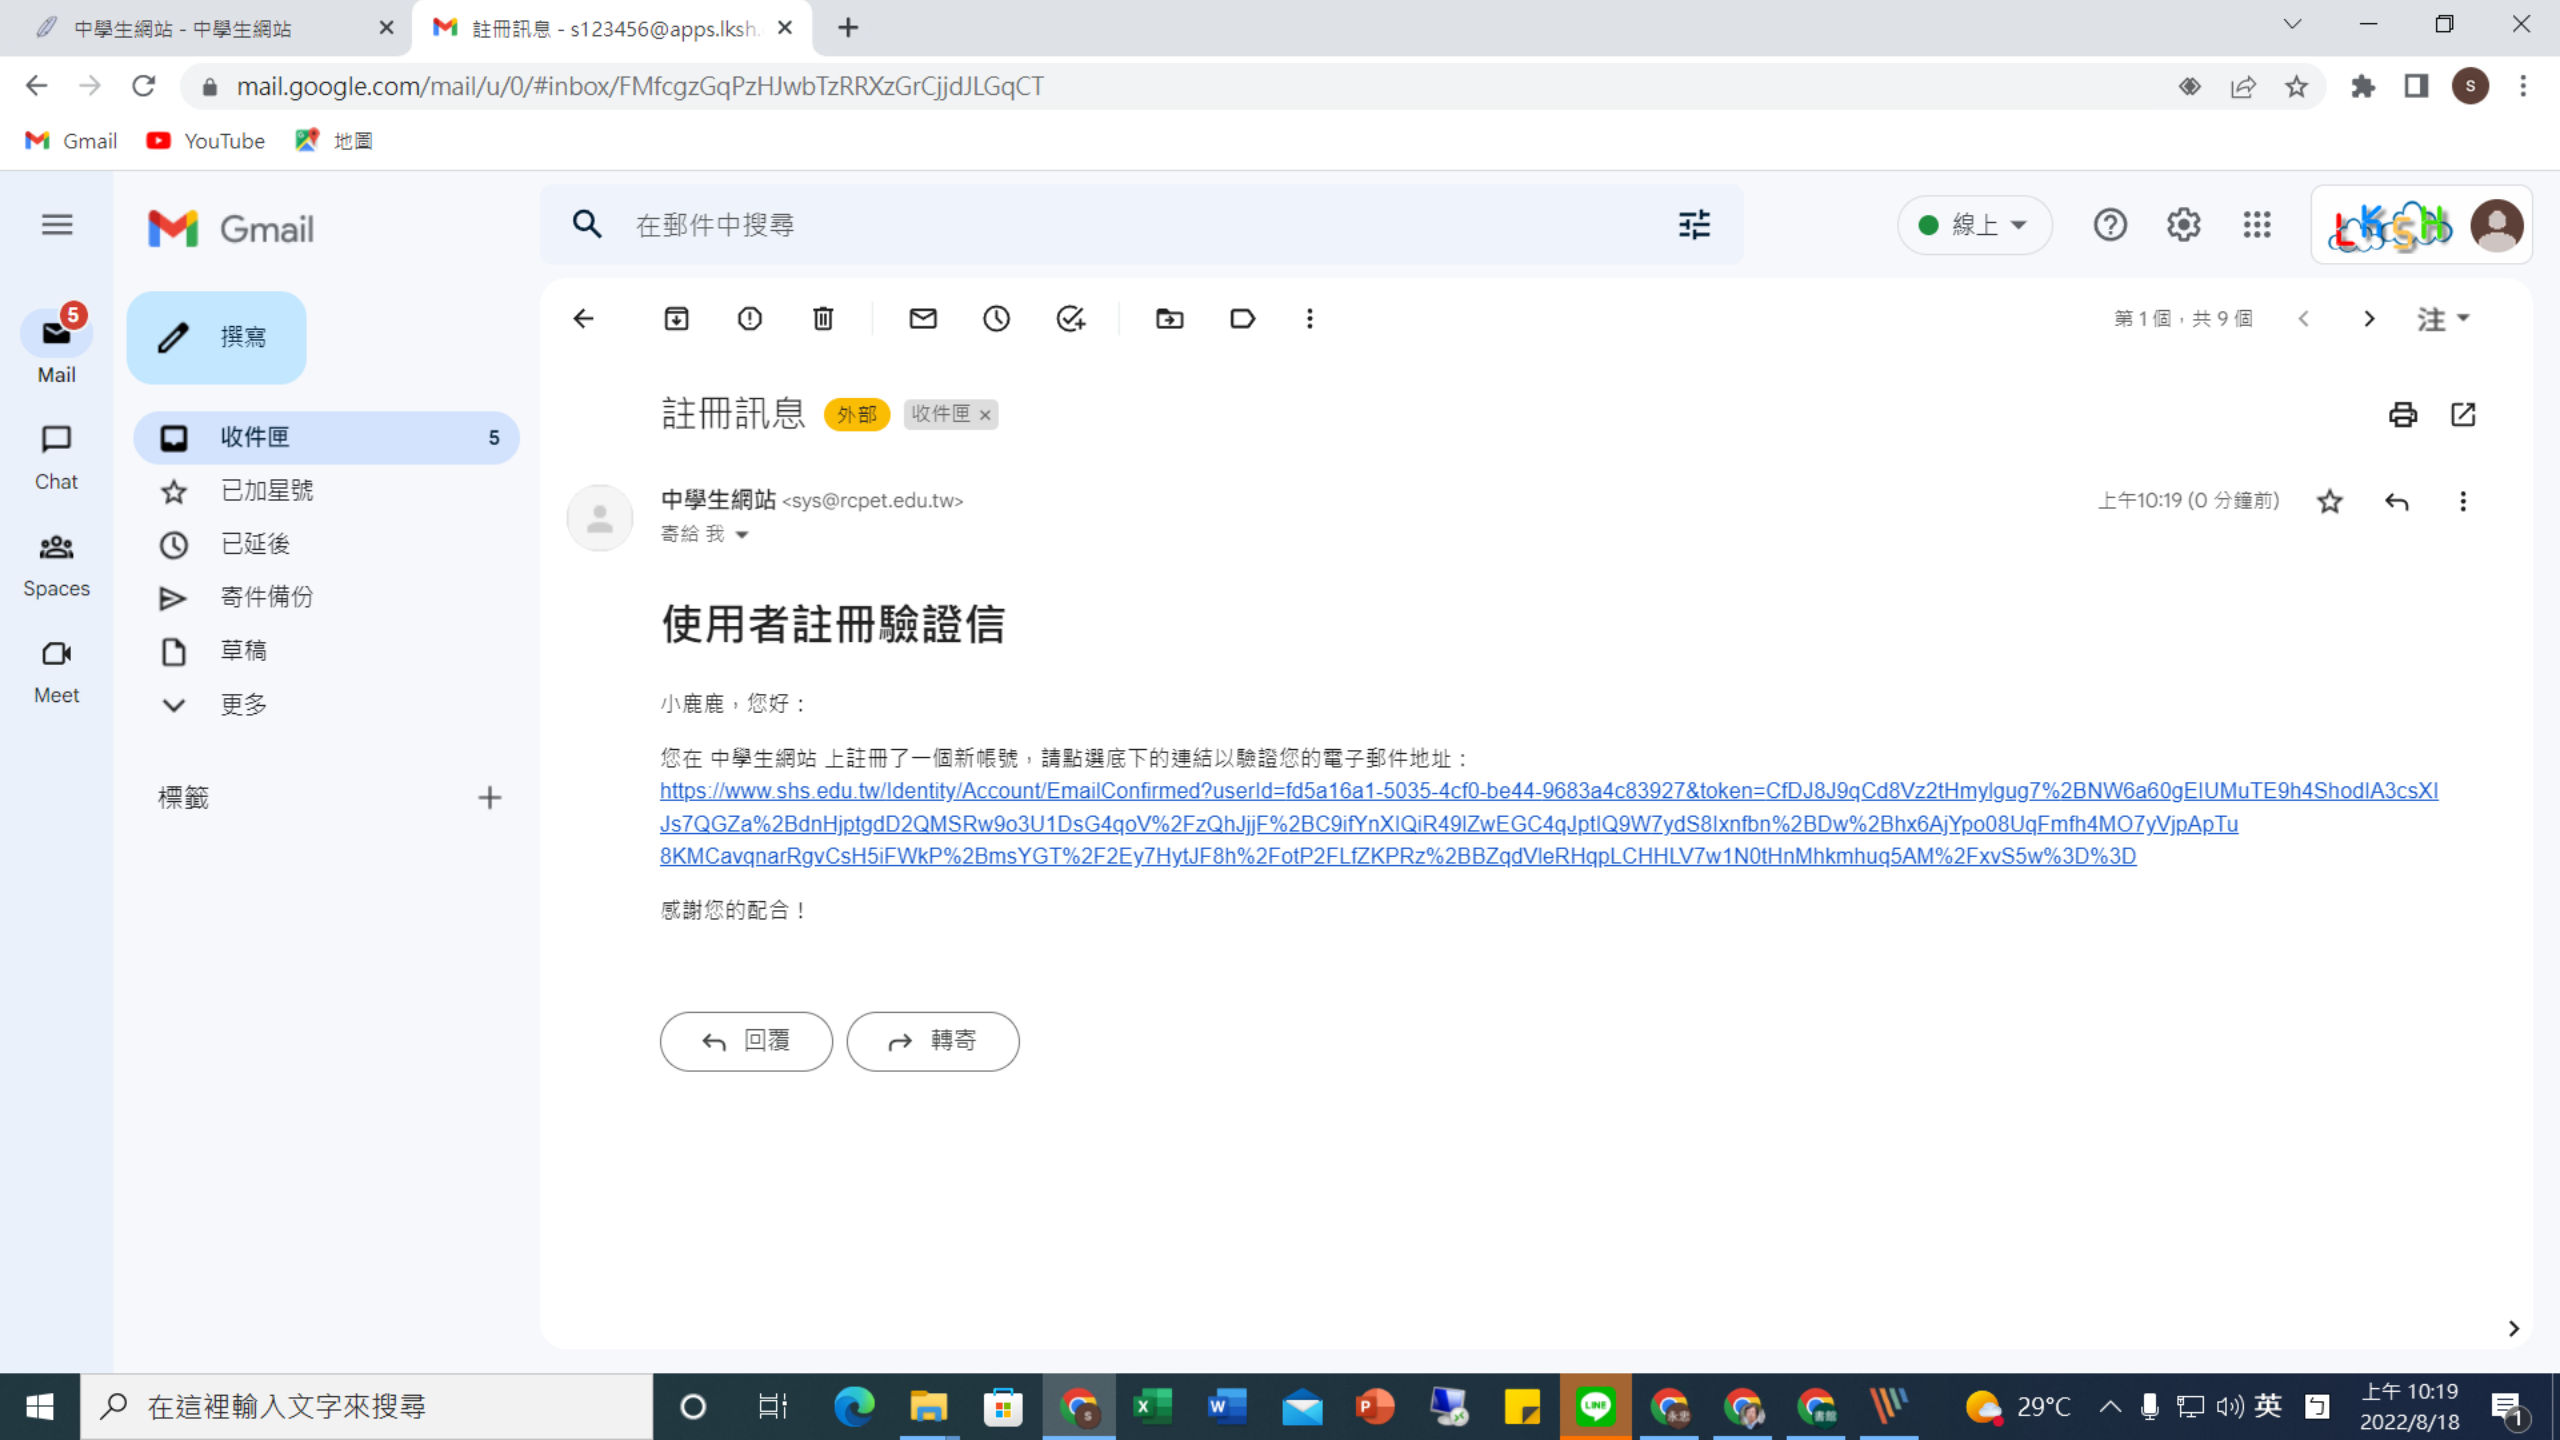 中學生網站 - 中學生網站
註冊訊息 - s123456@apps.lksh.
mail.google.com/mail/u/0/#inbox/FMfcgzGqPzHJwbTzRRXzGrCjjdJLGqCT
S
Gmail YouTube 地圖
Gmail
在郵件中搜尋
線上
LKSH
5
Mail
Chat
Spaces
Meet
撰寫
收件匣 5
已加星號
已延後
寄件備份
草稿
更多
標籤
第 1 個，共 9 個
注
註冊訊息 外部 收件匣
中學生網站 <sys@rcpet.edu.tw>
上午10:19 (0 分鐘前)
寄給 我
使用者註冊驗證信
小鹿鹿，您好：
您在 中學生網站 上註冊了一個新帳號，請點選底下的連結以驗證您的電子郵件地址：
https://www.shs.edu.tw/Identity/Account/EmailConfirmed?userId=fd5a16a1-5035-4cf0-be44-9683a4c83927&token=CfDJ8J9qCd8Vz2tHmylgug7%2BNW6a60gEIUMuTE9h4ShodIA3csXI
Js7QGZa%2BdnHjptgdD2QMSRw9o3U1DsG4qoV%2FzQhJjjF%2BC9ifYnXIQiR49IZwEGC4qJptIQ9W7ydS8Ixnfbn%2BDw%2Bhx6AjYpo08UqFmfh4MO7yVjpApTu
8KMCavqnarRgvCsH5iFWkP%2BmsYGT%2F2Ey7HytJF8h%2FotP2FLfZKPRz%2BBZqdVleRHqpLCHHLV7w1N0tHnMhkmhuq5AM%2FxvS5w%3D%3D
感謝您的配合！
回覆 轉寄
在這裡輸入文字來搜尋
LINE
29°C
英
上午 10:19
2022/8/18
1